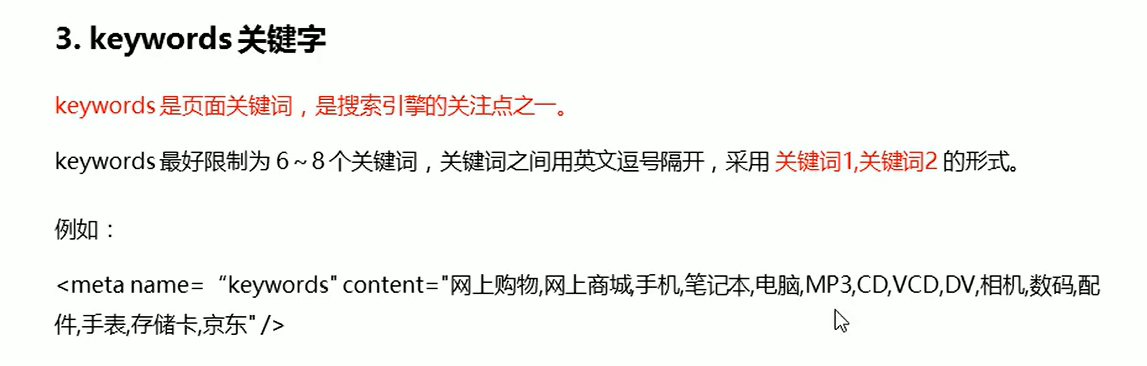 3. keywords 关键字
keywords 是页面关键词，是搜索引擎的关注点之一。
keywords 最好限制为 6～8 个关键词，关键词之间用英文逗号隔开，采用 关键词1,关键词2 的形式。
例如：
<meta name= “keywords" content="网上购物,网上商城,手机,笔记本,电脑,MP3,CD,VCD,DV,相机,数码,配
件,手表,存储卡,京东" />